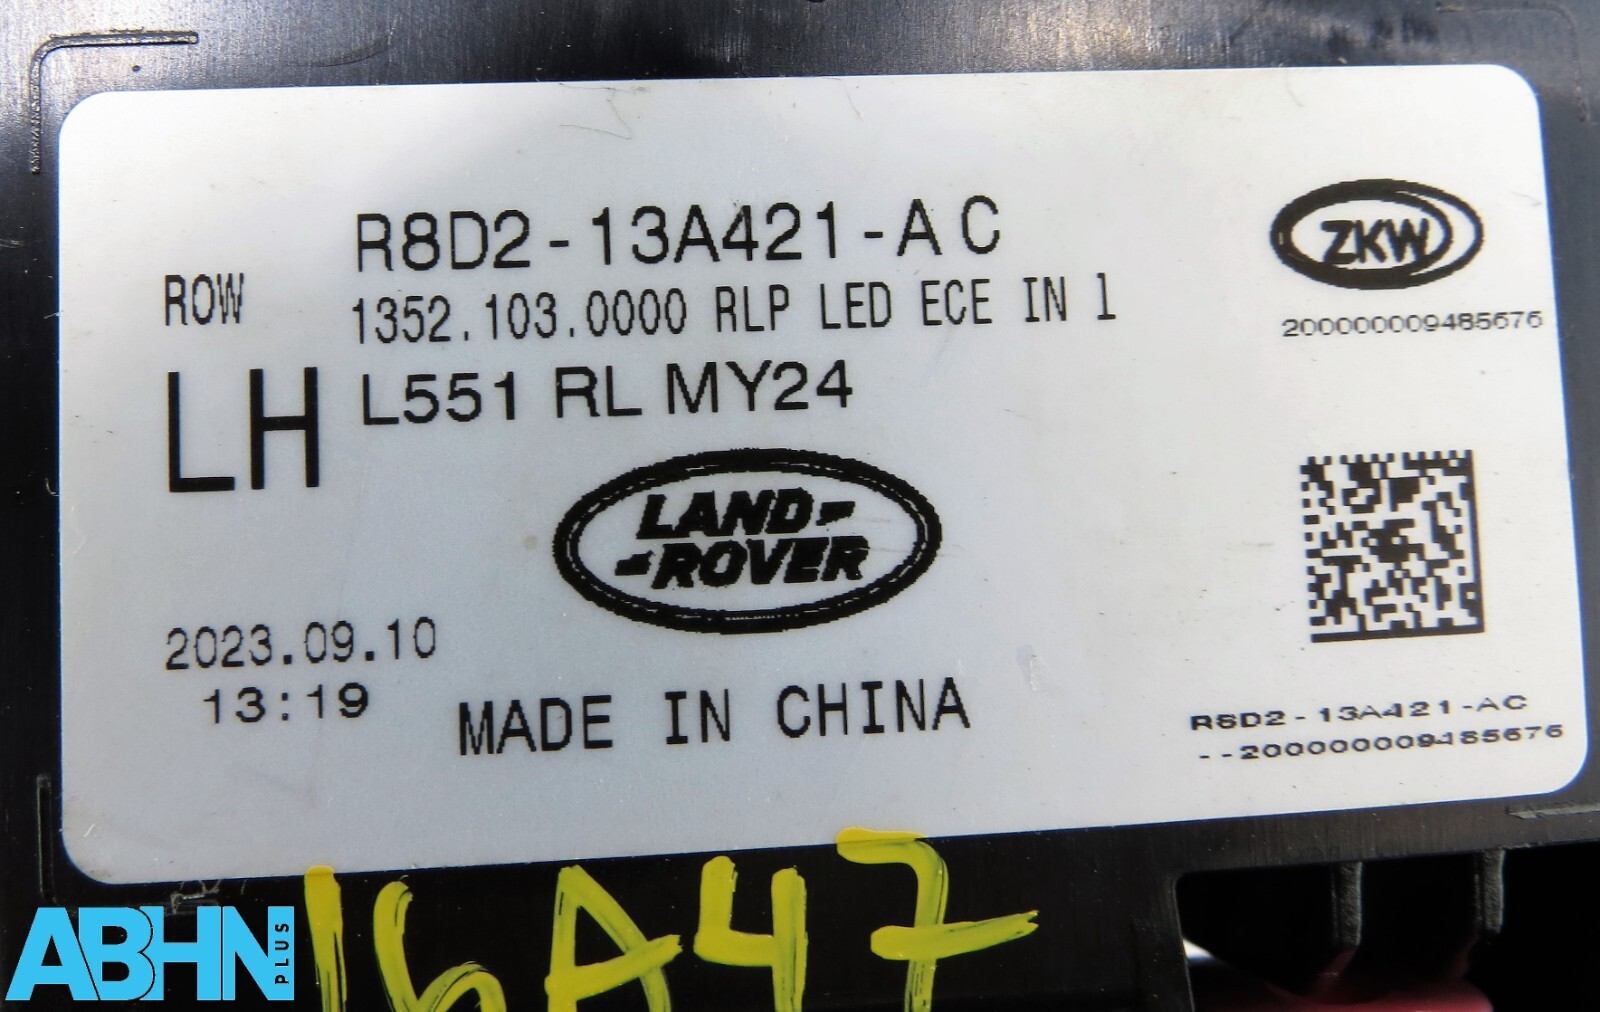 R8D2-13A421-AC
ROW
1352.103.0000 RLP LED ECE IN 1
LH
L551 RL MY24
ZKW
200000009485676
LAND-
-ROVER
2023.09.10
13:19
MADE IN CHINA
R8D2-13A421-AC
--200000009485676
16A47
ABHN PLUS